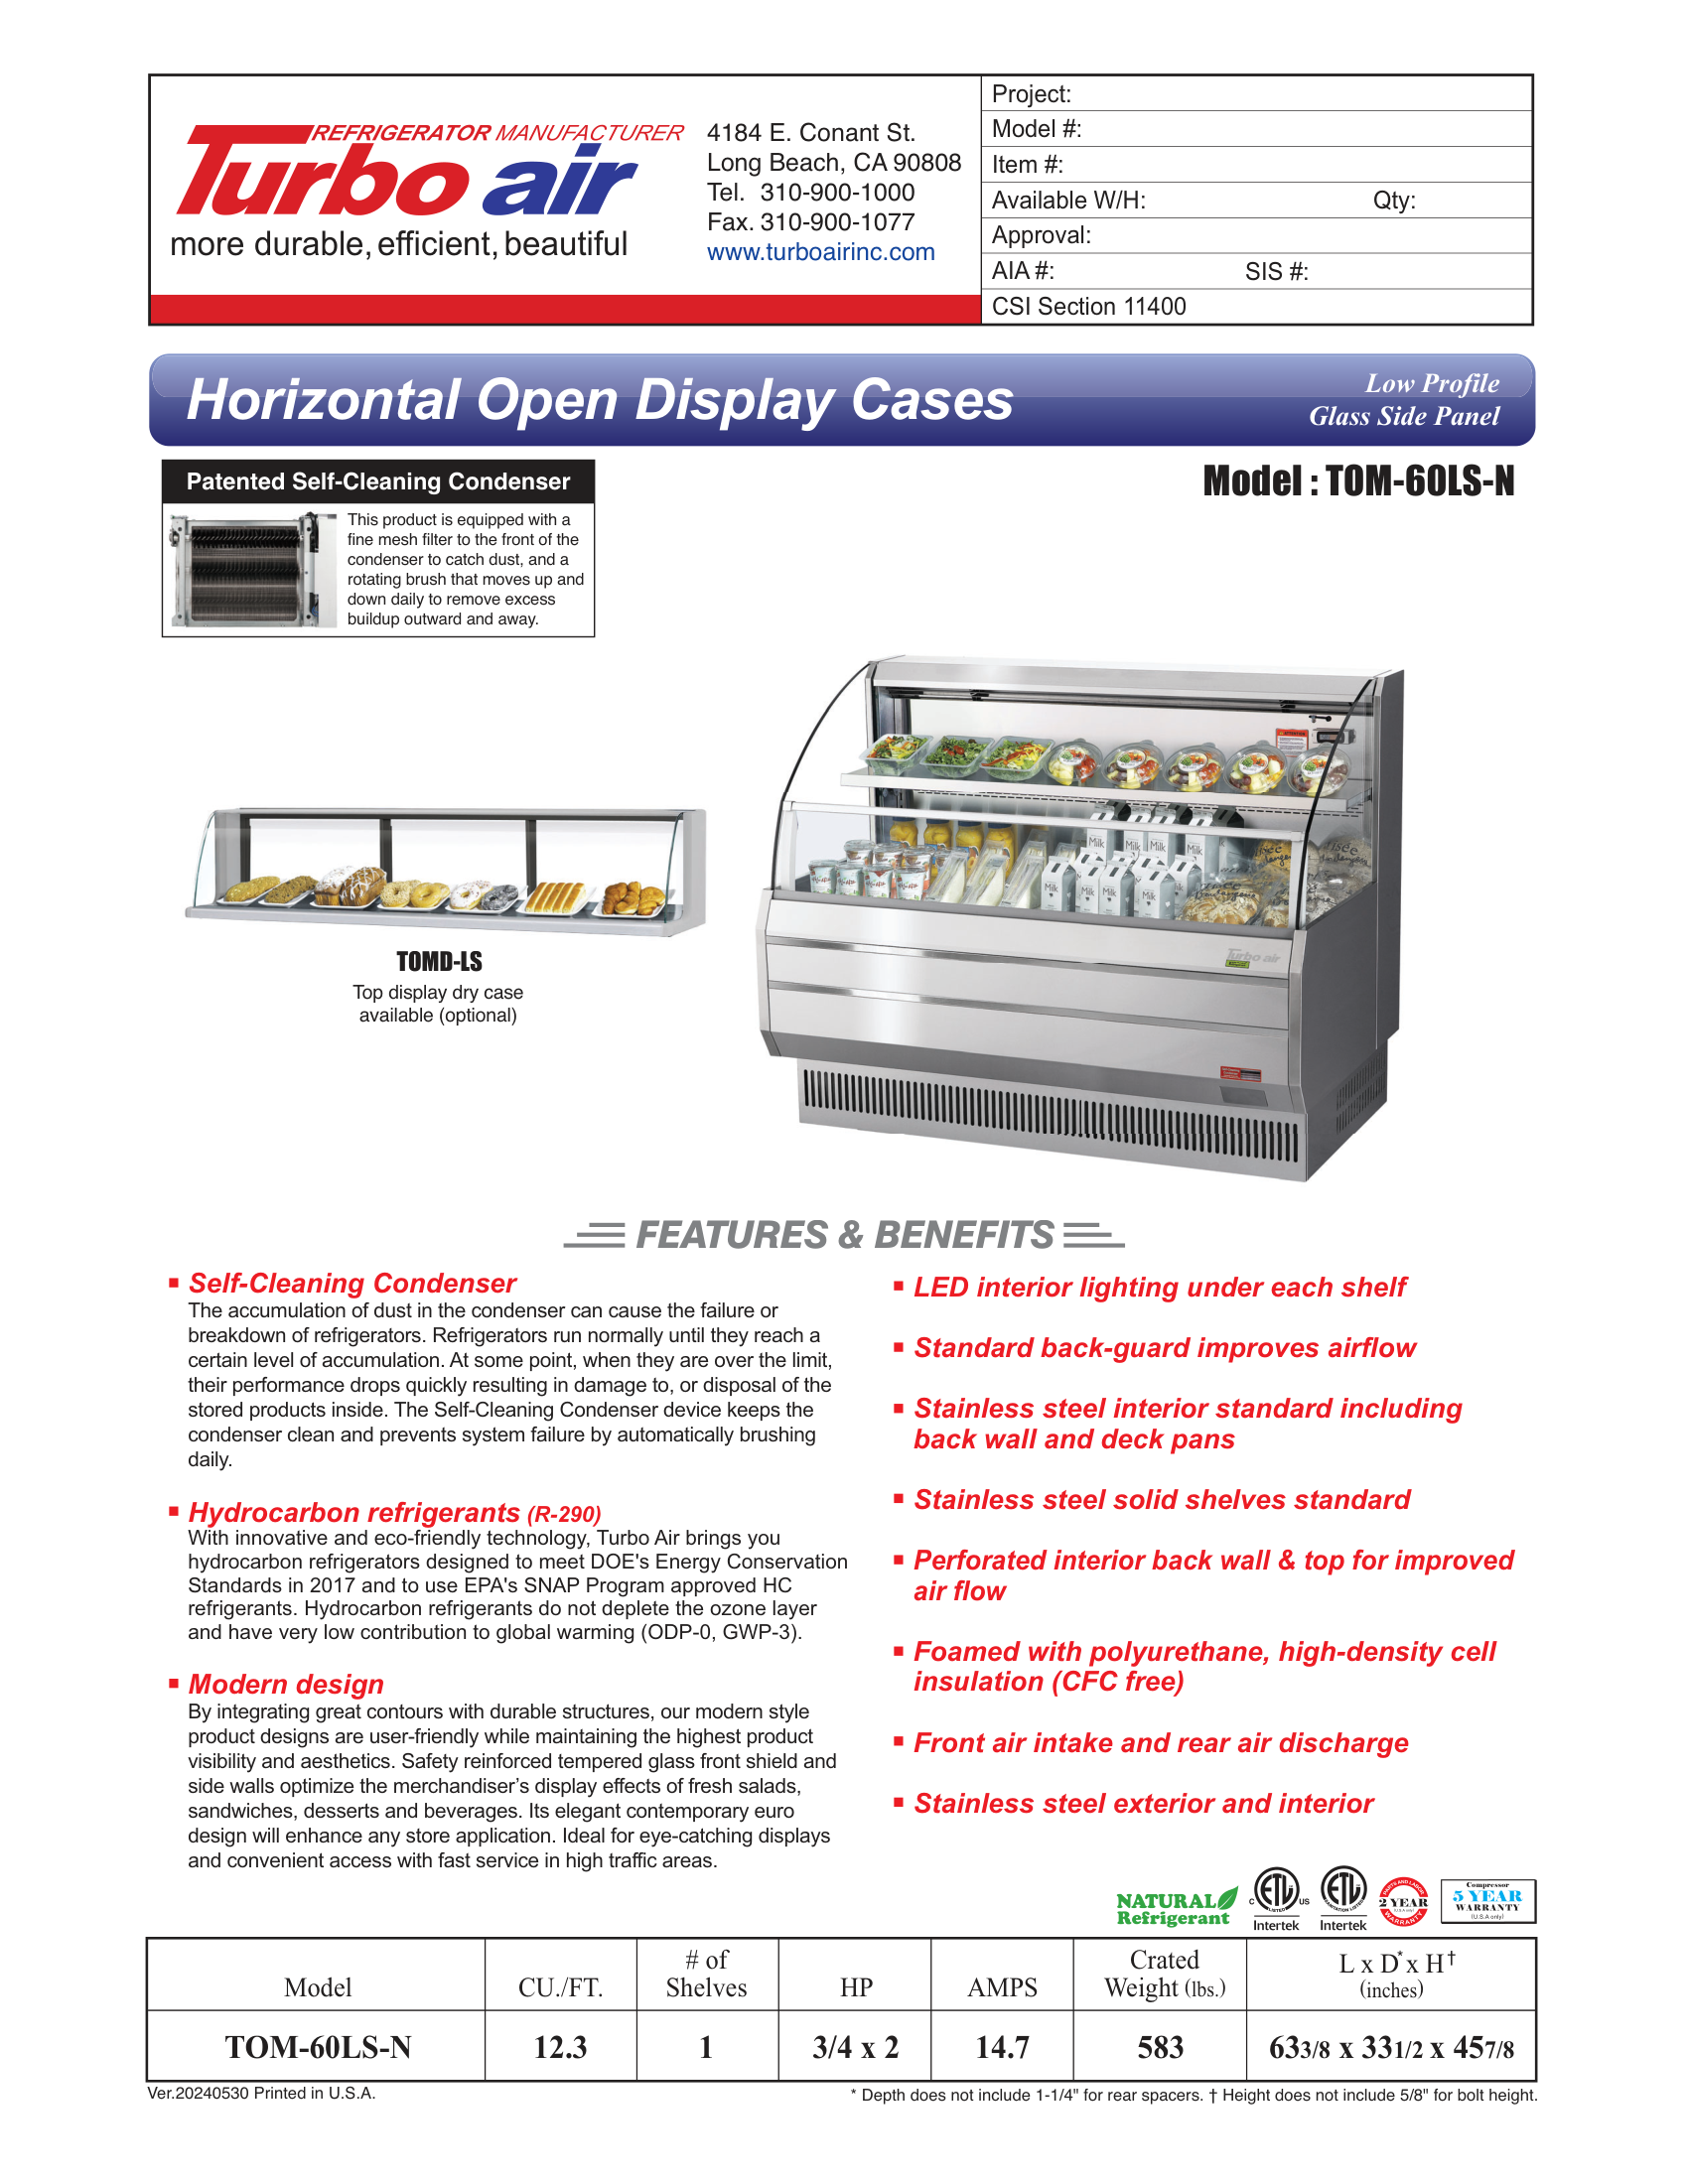 REFRIGERATOR MANUFACTURER
Turbo air
more durable, efficient, beautiful
4184 E. Conant St.
Long Beach, CA 90808
Tel. 310-900-1000
Fax. 310-900-1077
www.turboairinc.com
Project:
Model #:
Item #:
Available W/H: Qty:
Approval:
AIA #: SIS #:
CSI Section 11400
Horizontal Open Display Cases
Low Profile
Glass Side Panel
Patented Self-Cleaning Condenser
This product is equipped with a
fine mesh filter to the front of the
condenser to catch dust, and a
rotating brush that moves up and
down daily to remove excess
buildup outward and away.
Model : TOM-60LS-N
Milk Milk Milk
Milk Milk Milk Milk
Turbo air
TOMD-LS
Top display dry case
available (optional)
FEATURES & BENEFITS
Self-Cleaning Condenser
The accumulation of dust in the condenser can cause the failure or
breakdown of refrigerators. Refrigerators run normally until they reach a
certain level of accumulation. At some point, when they are over the limit,
their performance drops quickly resulting in damage to, or disposal of the
stored products inside. The Self-Cleaning Condenser device keeps the
condenser clean and prevents system failure by automatically brushing
daily.
Hydrocarbon refrigerants (R-290)
With innovative and eco-friendly technology, Turbo Air brings you
hydrocarbon refrigerators designed to meet DOE's Energy Conservation
Standards in 2017 and to use EPA's SNAP Program approved HC
refrigerants. Hydrocarbon refrigerants do not deplete the ozone layer
and have very low contribution to global warming (ODP-0, GWP-3).
Modern design
By integrating great contours with durable structures, our modern style
product designs are user-friendly while maintaining the highest product
visibility and aesthetics. Safety reinforced tempered glass front shield and
side walls optimize the merchandiser’s display effects of fresh salads,
sandwiches, desserts and beverages. Its elegant contemporary euro
design will enhance any store application. Ideal for eye-catching displays
and convenient access with fast service in high traffic areas.
LED interior lighting under each shelf
Standard back-guard improves airflow
Stainless steel interior standard including
back wall and deck pans
Stainless steel solid shelves standard
Perforated interior back wall & top for improved
air flow
Foamed with polyurethane, high-density cell
insulation (CFC free)
Front air intake and rear air discharge
Stainless steel exterior and interior
NATURAL
Refrigerant
C ETL US
LISTED
Intertek
ETL
Intertek
PARTS AND LABOR
2 YEAR
(U.S.A only)
WARRANTY
Compressor
5 YEAR
WARRANTY
(U.S.A only)
Model CU./FT. # of Shelves HP AMPS Crated Weight (lbs.) L x D* x H† (inches)
TOM-60LS-N 12.3 1 3/4 x 2 14.7 583 63 3/8 x 33 1/2 x 45 7/8
Ver.20240530 Printed in U.S.A.
* Depth does not include 1-1/4" for rear spacers. † Height does not include 5/8" for bolt height.